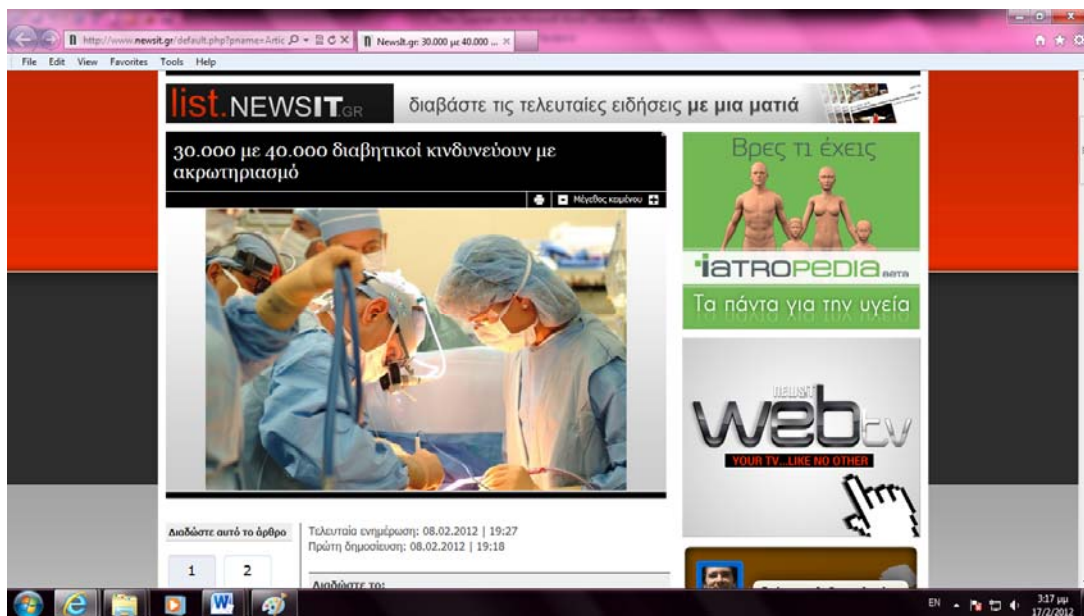 http://www.newsit.gr/default.php?pname=Artic
NewsIt.gr: 30.000 με 40.000 ...
File Edit View Favorites Tools Help
list.NEWSIT.GR
διαβάστε τις τελευταίες ειδήσεις με μια ματιά
30.000 με 40.000 διαβητικοί κινδυνεύουν με
ακρωτηριασμό
Μέγεθος κειμένου
Βρες τι έχεις
iATROPEDIA BETA
Τα πάντα για την υγεία
NEWSIT
webtv
YOUR TV...LIKE NO OTHER
Διαδώστε αυτό το άρθρο
1 2
Τελευταία ενημέρωση: 08.02.2012 | 19:27
Πρώτη δημοσίευση: 08.02.2012 | 19:18
Διαδώστε το:
EN
3:17 μμ
17/2/2012